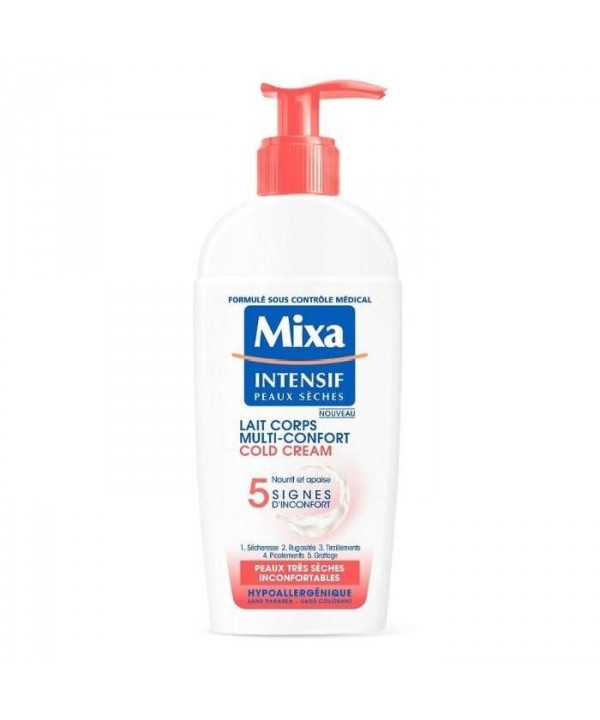 FORMULÉ SOUS CONTRÔLE MÉDICAL
Mixa
INTENSIF
PEAUX SÈCHES
NOUVEAU
LAIT CORPS
MULTI-CONFORT
COLD CREAM
5
Nourrit et apaise
SIGNES
D'INCONFORT
1. Sécheresse 2. Rugosités 3. Tiraillements
4. Picotements 5. Grattage
PEAUX TRÈS SÈCHES
INCONFORTABLES
HYPOALLERGÉNIQUE
SANS PARABEN - SANS COLORANT